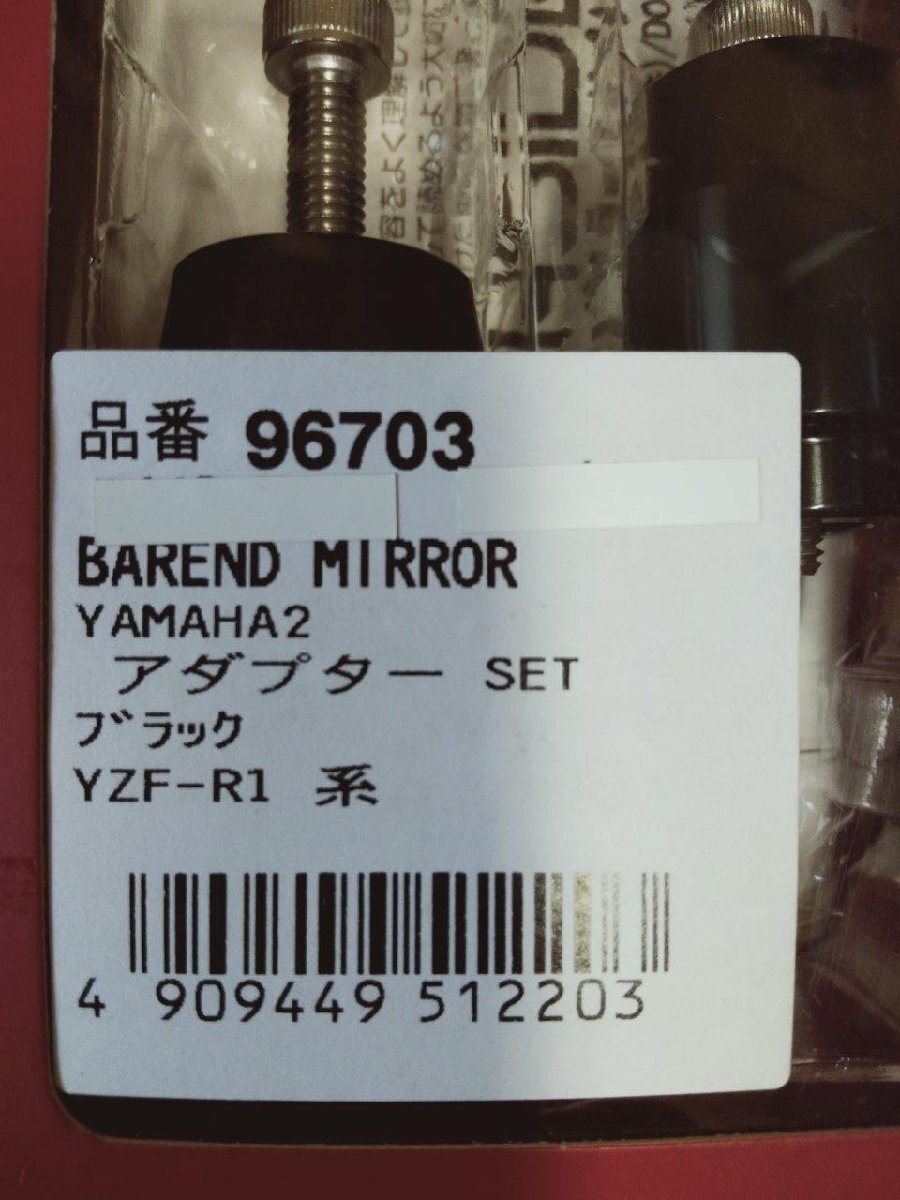 品番 96703
BAREND MIRROR
YAMAHA2
アダプター SET
ブラック
YZF-R1 系
4 909449 512203